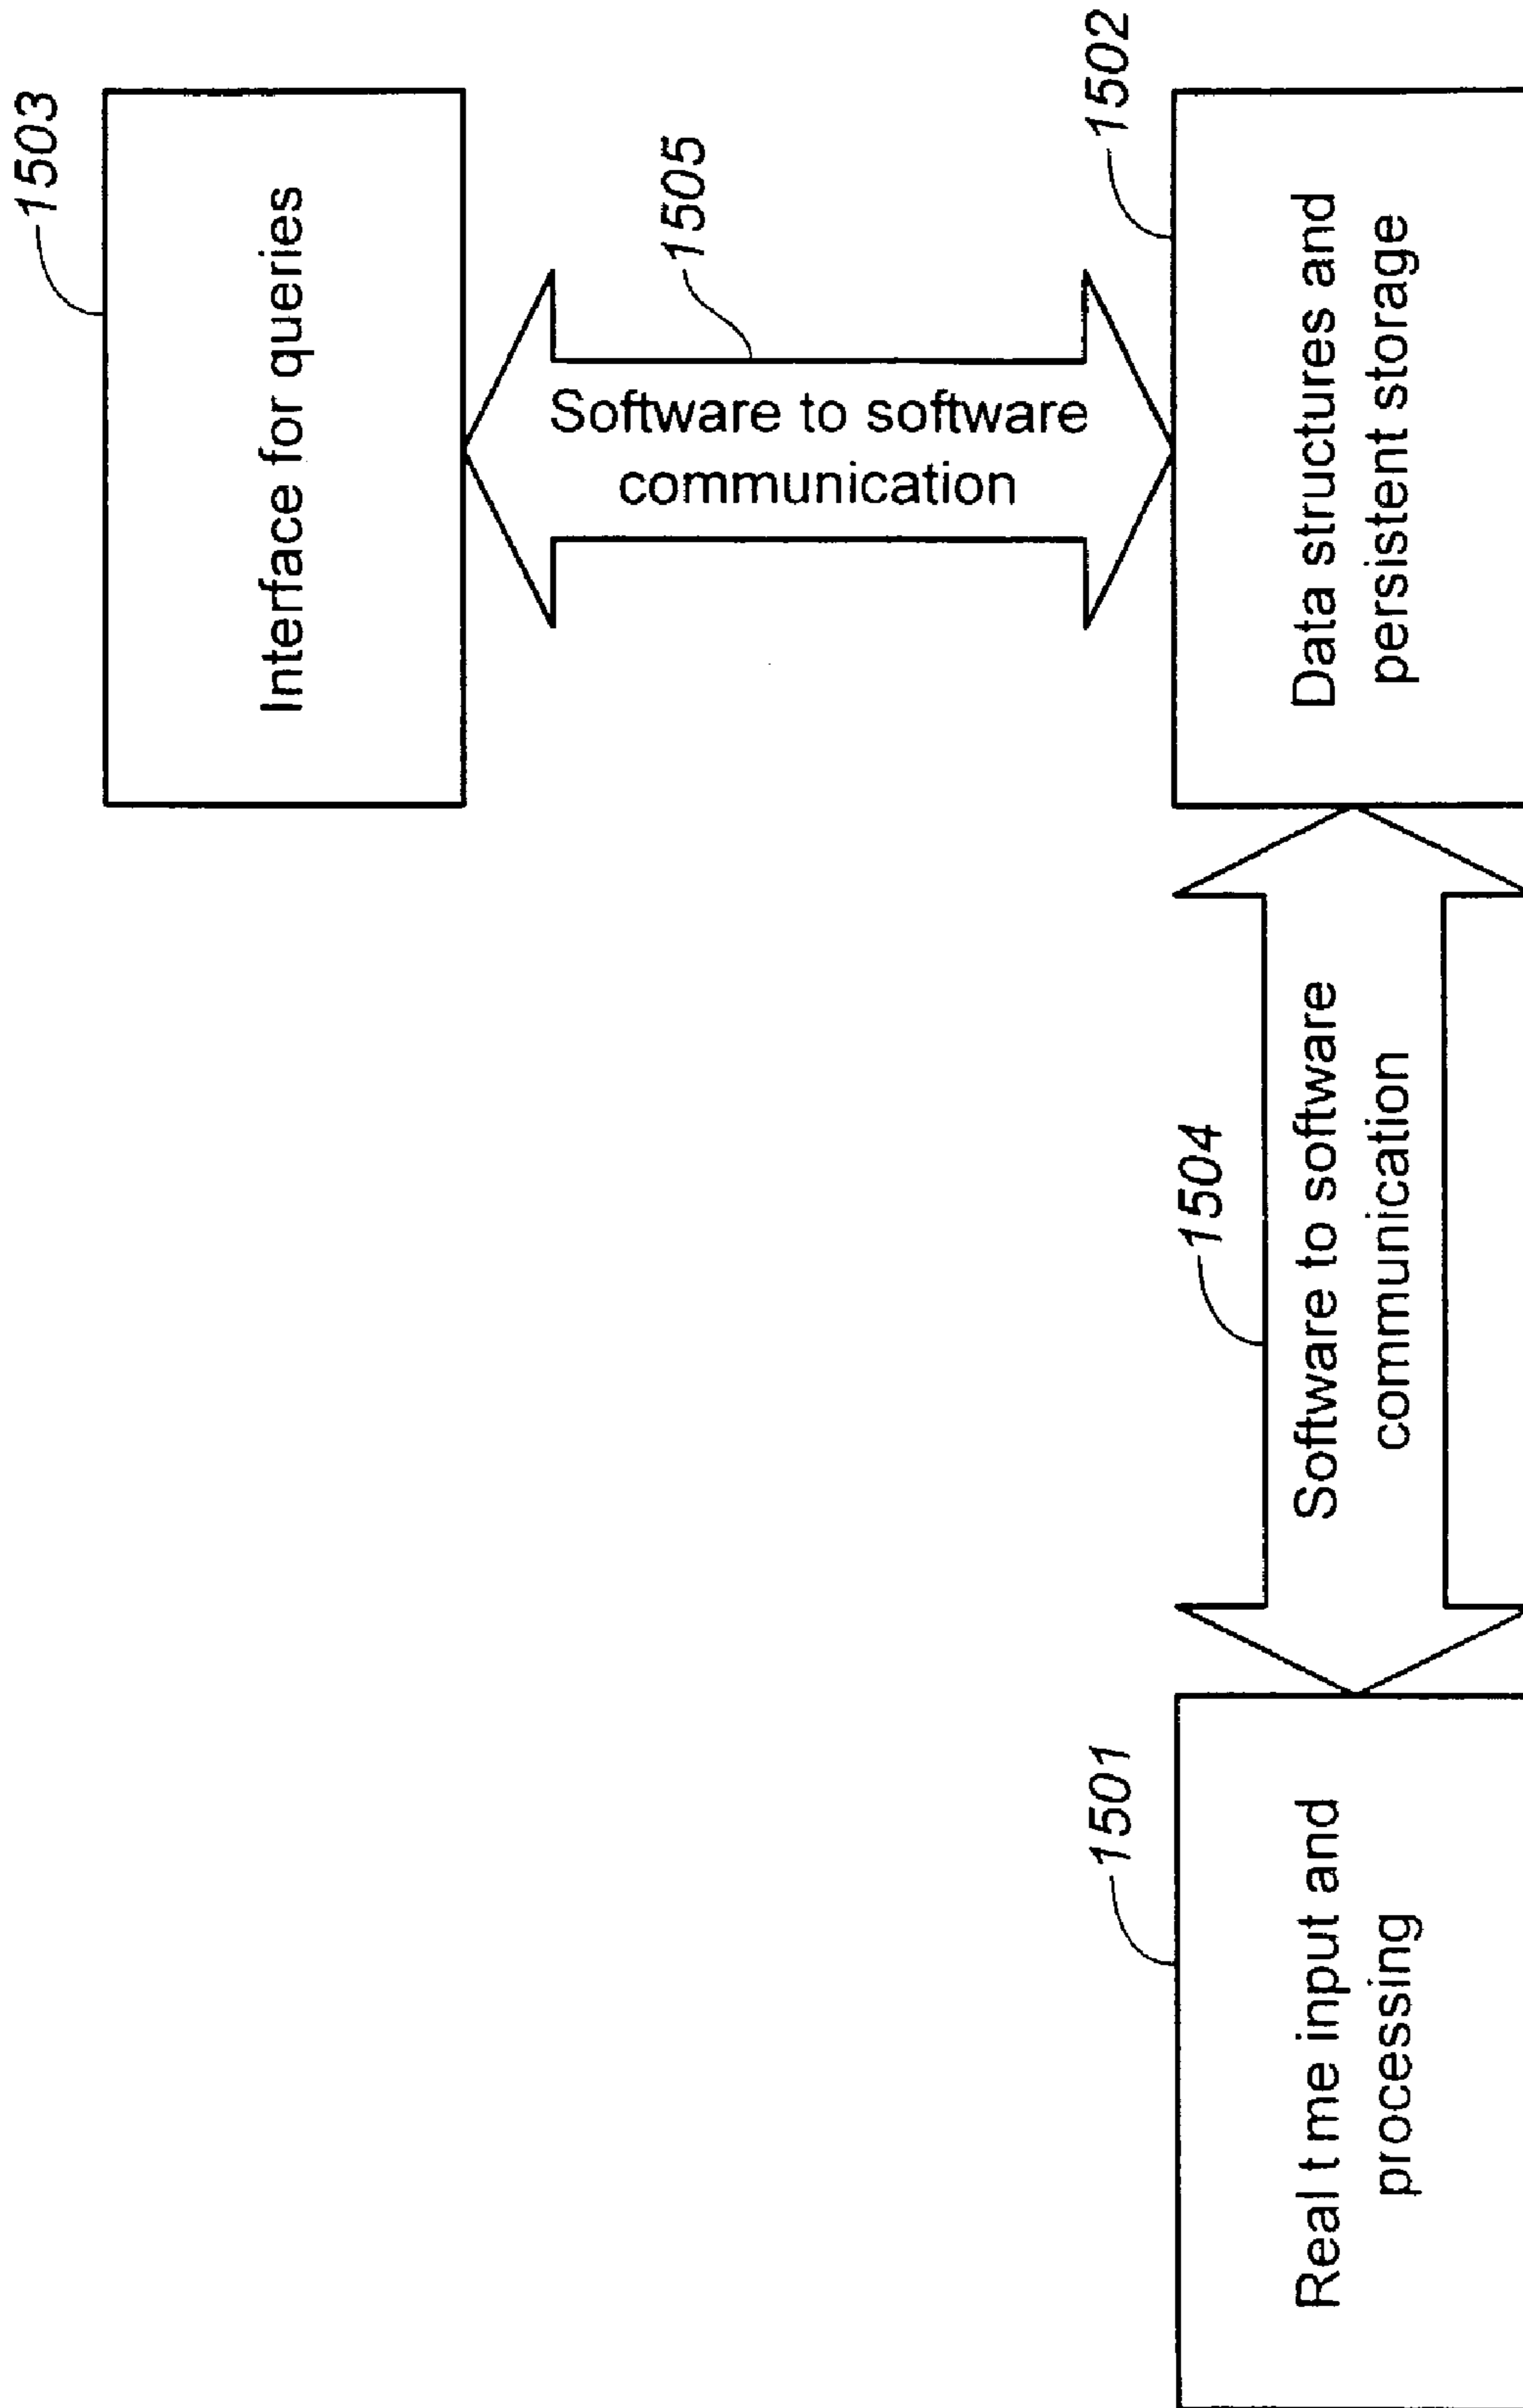 1503
Interface for queries
1505
Software to software
communication
1502
Data structures and
persistent storage
1504
Software to software
communication
1501
Real t me input and
processing